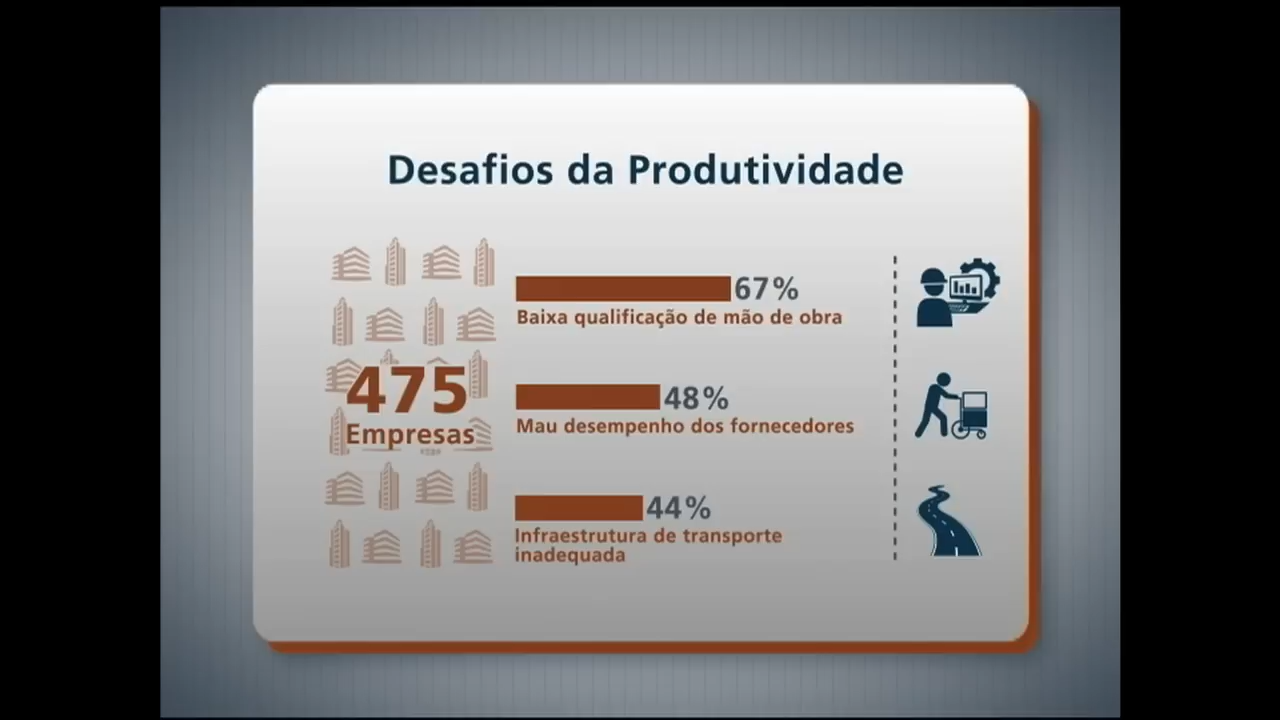 Desafios da Produtividade
475
Empresas
67%
Baixa qualificação de mão de obra
48%
Mau desempenho dos fornecedores
44%
Infraestrutura de transporte
inadequada